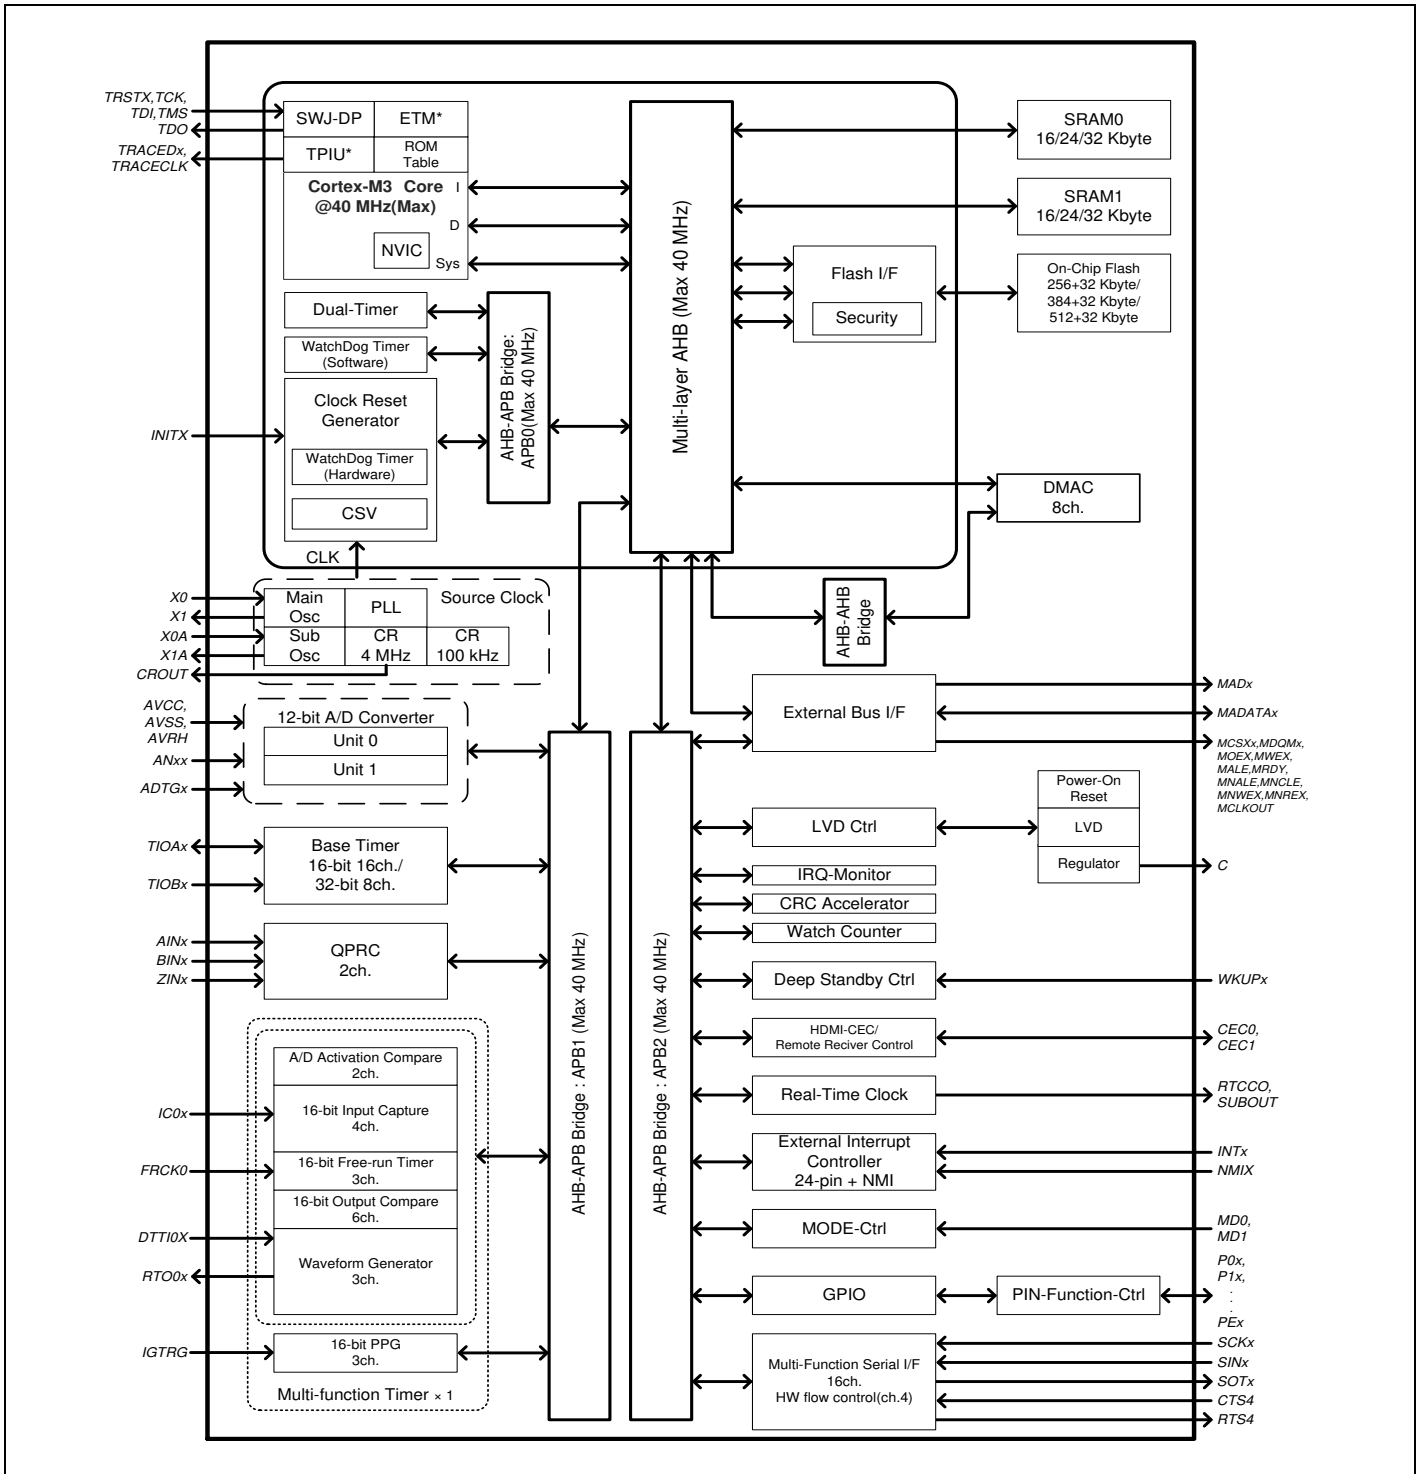 TRSTX,TCK,
TDI,TMS
TDO
TRACEDx,
TRACECLK
SWJ-DP
ETM*
TPIU*
ROM
Table
Cortex-M3 Core
@40 MHz(Max)
I
D
Sys
NVIC
Dual-Timer
WatchDog Timer
(Software)
Clock Reset
Generator
WatchDog Timer
(Hardware)
CSV
CLK
INITX
AHB-APB Bridge:
APB0(Max 40 MHz)
Multi-layer AHB (Max 40 MHz)
Flash I/F
Security
SRAM0
16/24/32 Kbyte
SRAM1
16/24/32 Kbyte
On-Chip Flash
256+32 Kbyte/
384+32 Kbyte/
512+32 Kbyte
DMAC
8ch.
AHB-AHB
Bridge
X0
X1
X0A
X1A
CROUT
Main
Osc
PLL
Source Clock
Sub
Osc
CR
4 MHz
CR
100 kHz
AVCC,
AVSS,
AVRH
ANxx
ADTGx
12-bit A/D Converter
Unit 0
Unit 1
TIOAx
TIOBx
Base Timer
16-bit 16ch./
32-bit 8ch.
AINx
BINx
ZINx
QPRC
2ch.
IC0x
FRCK0
DTTI0X
RTO0x
IGTRG
A/D Activation Compare
2ch.
16-bit Input Capture
4ch.
16-bit Free-run Timer
3ch.
16-bit Output Compare
6ch.
Waveform Generator
3ch.
16-bit PPG
3ch.
Multi-function Timer × 1
AHB-APB Bridge : APB1 (Max 40 MHz)
AHB-APB Bridge : APB2 (Max 40 MHz)
External Bus I/F
MADx
MADATAx
MCSXx,MDQMx,
MOEX,MWEX,
MALE,MRDY,
MNALE,MNCLE,
MNWEX,MNREX,
MCLKOUT
LVD Ctrl
Power-On
Reset
LVD
Regulator
C
IRQ-Monitor
CRC Accelerator
Watch Counter
Deep Standby Ctrl
WKUPx
HDMI-CEC/
Remote Reciver Control
CEC0,
CEC1
Real-Time Clock
RTCCO,
SUBOUT
External Interrupt
Controller
24-pin + NMI
INTx
NMIX
MODE-Ctrl
MD0,
MD1
GPIO
PIN-Function-Ctrl
P0x,
P1x,
.
.
PEx
Multi-Function Serial I/F
16ch.
HW flow control(ch.4)
SCKx
SINx
SOTx
CTS4
RTS4